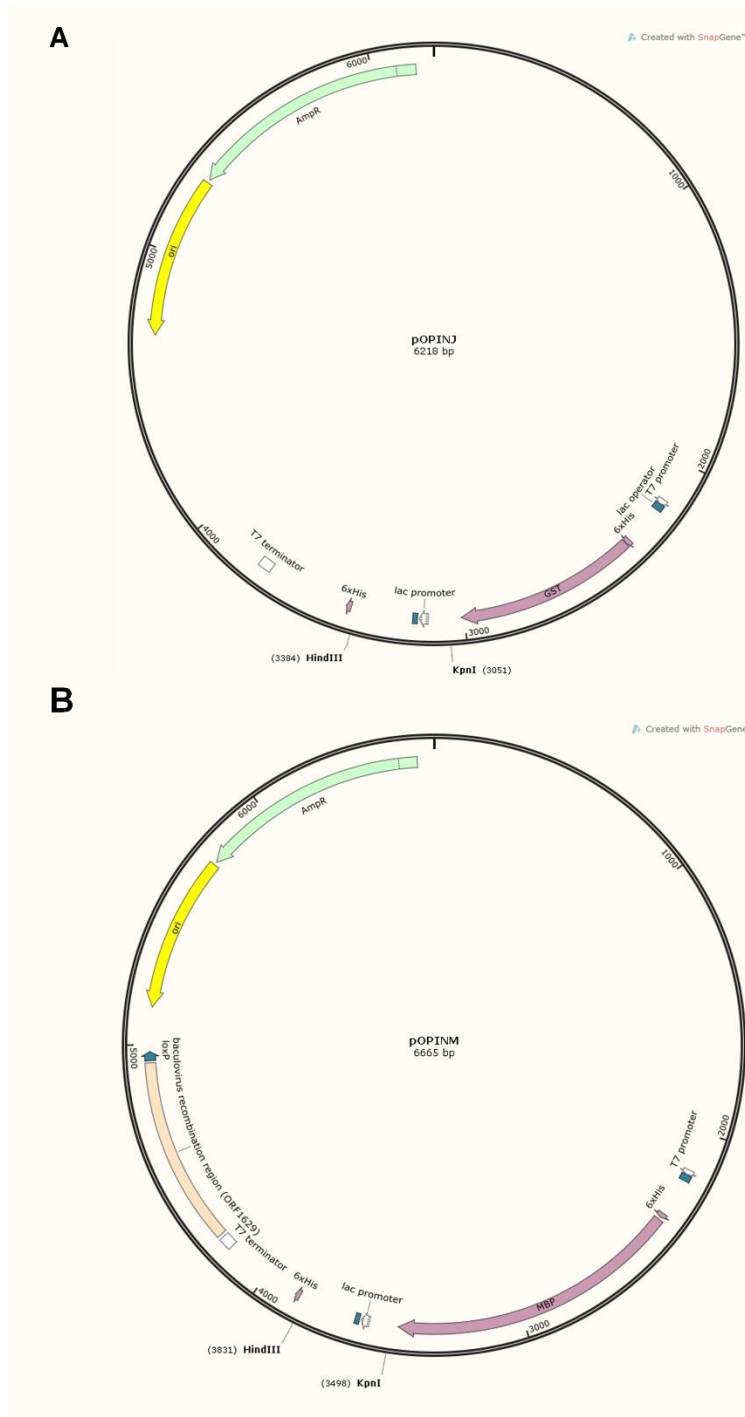 A
Created with SnapGene™
6000
AmpR
1000
5000
ori
pOPINJ
6218 bp
2000
T7 promoter
lac operator
6xHis
GST
4000
T7 terminator
6xHis
lac promoter
3000
(3384) HindIII
KpnI (3051)
B
Created with SnapGene
6000
AmpR
1000
ori
pOPINM
6665 bp
5000
loxP
baculovirus recombination region (ORF1629)
2000
T7 promoter
6xHis
T7 terminator
4000
6xHis
lac promoter
MBP
3000
(3831) HindIII
(3498) KpnI